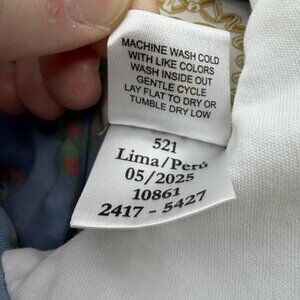 MACHINE WASH COLD
WITH LIKE COLORS
WASH INSIDE OUT
GENTLE CYCLE
LAY FLAT TO DRY OR
TUMBLE DRY LOW
521
Lima/Perú
05/2025
10861
2417 - 5427